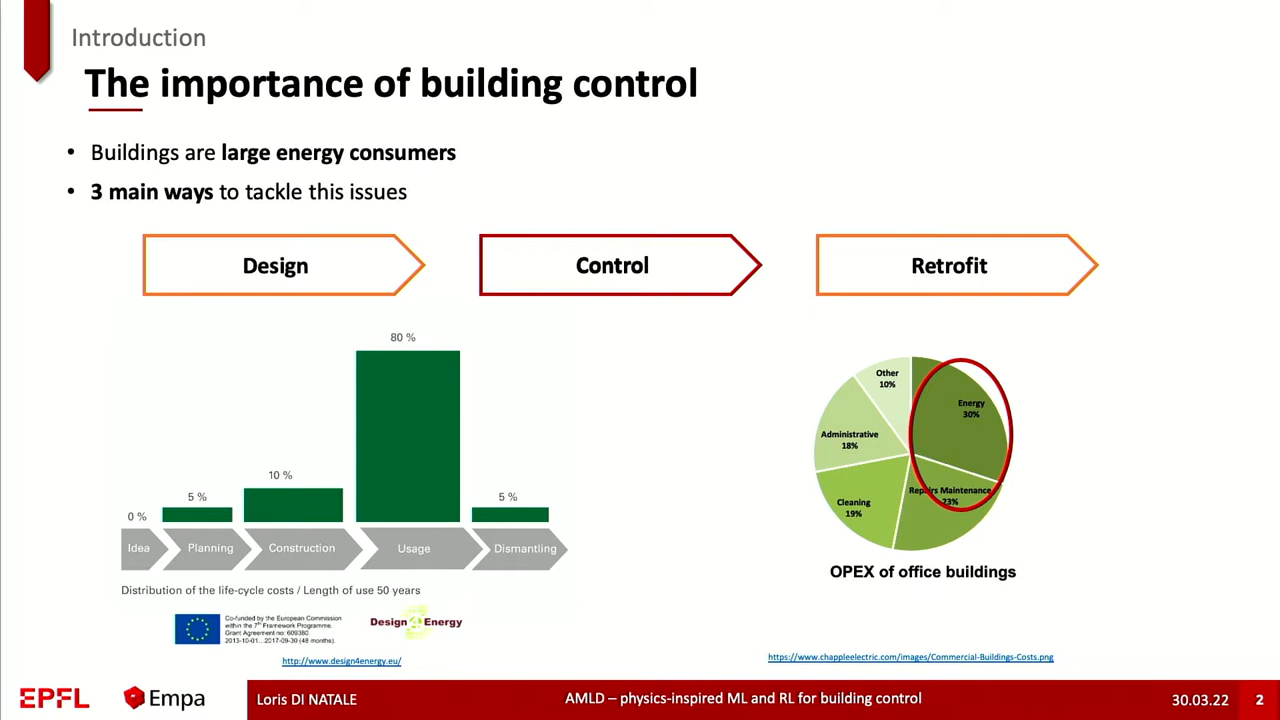 Introduction
The importance of building control
• Buildings are large energy consumers
• 3 main ways to tackle this issues
Design
Control
Retrofit
80 %
10 %
5 %
5 %
0 %
Idea
Planning
Construction
Usage
Dismantling
Distribution of the life-cycle costs / Length of use 50 years
Co-funded by the European Commission
within the 7th Framework Programme.
Grant Agreement no: 609380.
2013-10-01...2017-09-30 (48 months).
Design4Energy
http://www.design4energy.eu/
Other
10%
Energy
30%
Administrative
18%
Repairs Maintenance
23%
Cleaning
19%
OPEX of office buildings
https://www.chappleelectric.com/images/Commercial-Buildings-Costs.png
EPFL
Empa
Loris DI NATALE
AMLD – physics-inspired ML and RL for building control
30.03.22
2